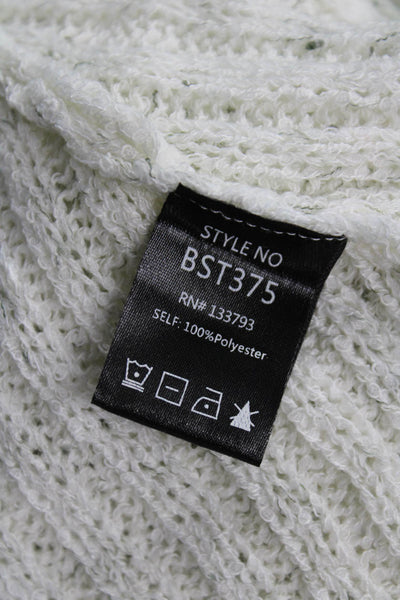 STYLE NO
BST375
RN# 133793
SELF: 100%Polyester